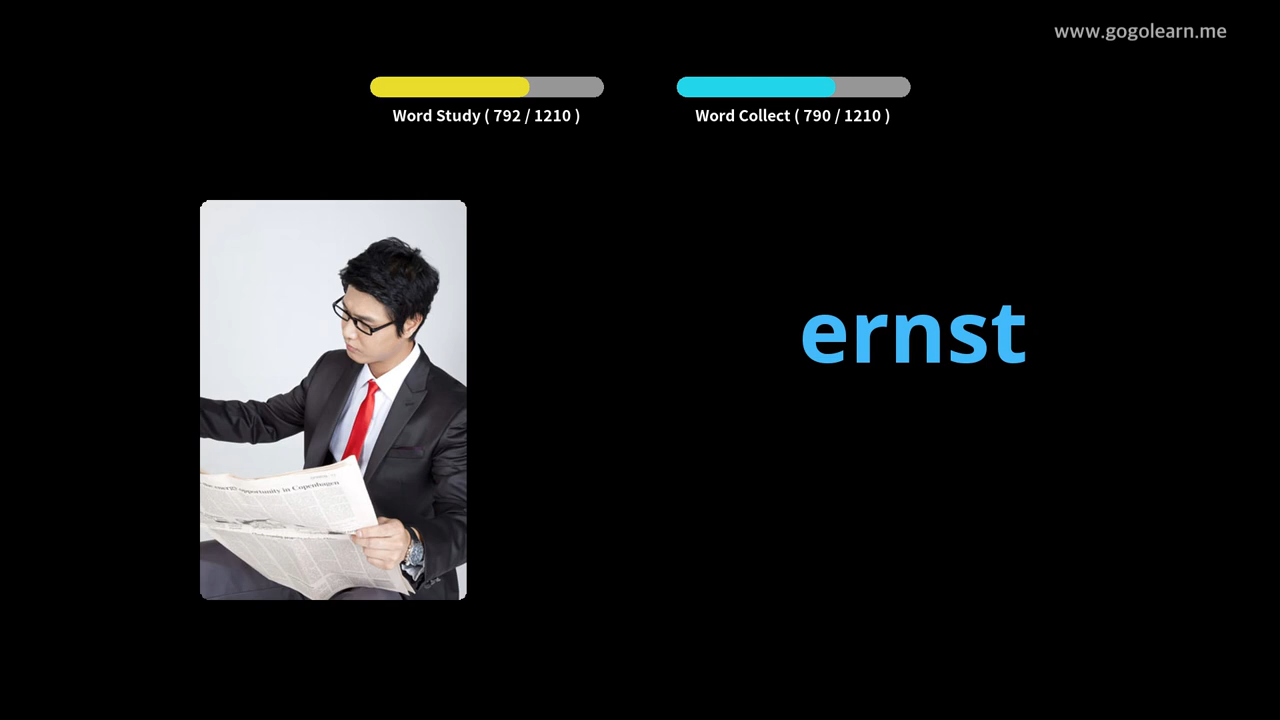 www.gogolearn.me
Word Study ( 792 / 1210 )
Word Collect ( 790 / 1210 )
ernst
opportunity in Copenhagen